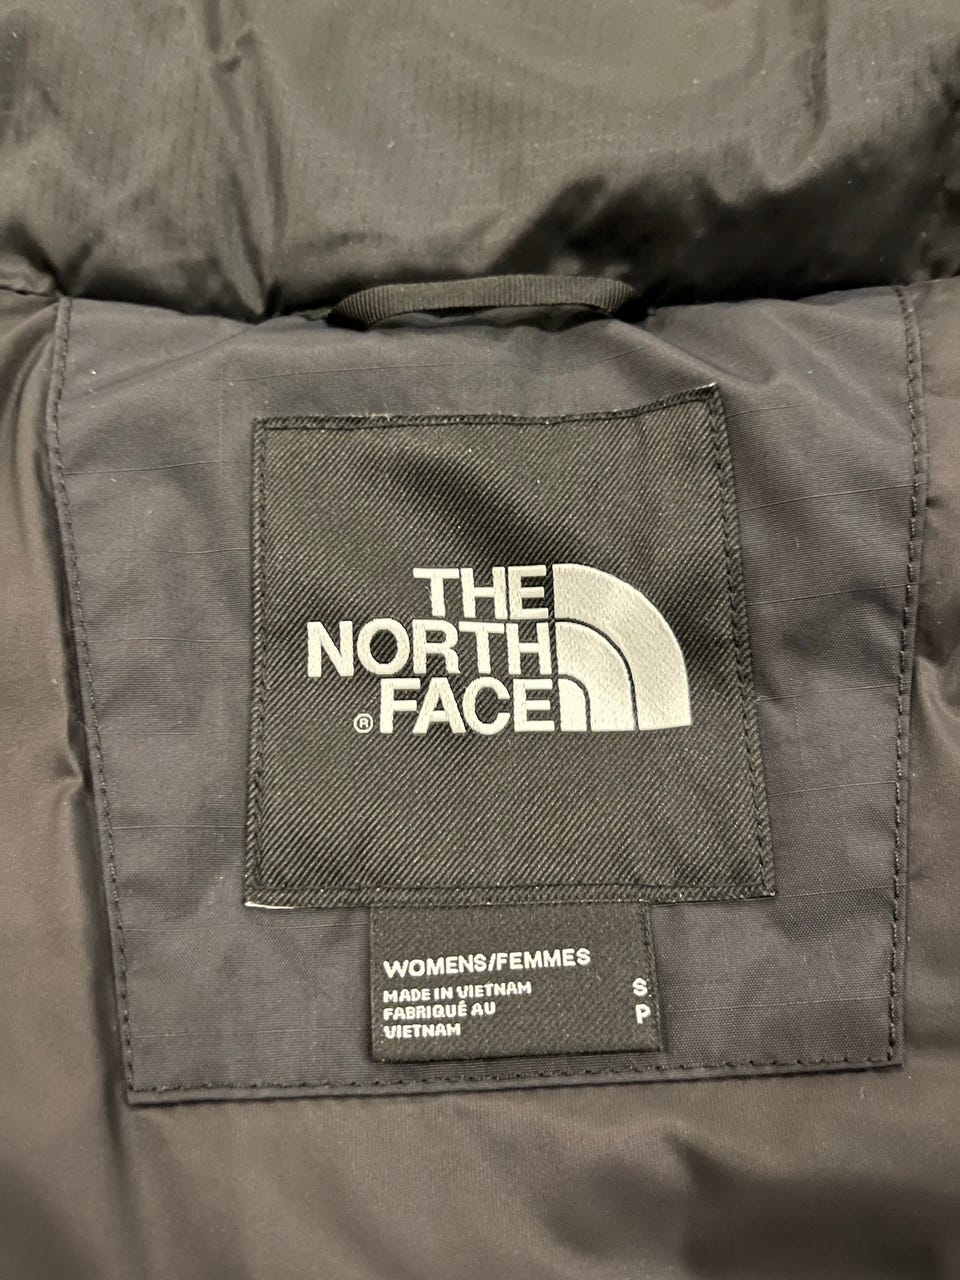 THE
NORTH
® FACE
WOMENS/FEMMES
MADE IN VIETNAM
FABRIQUÉ AU
VIETNAM
S
P